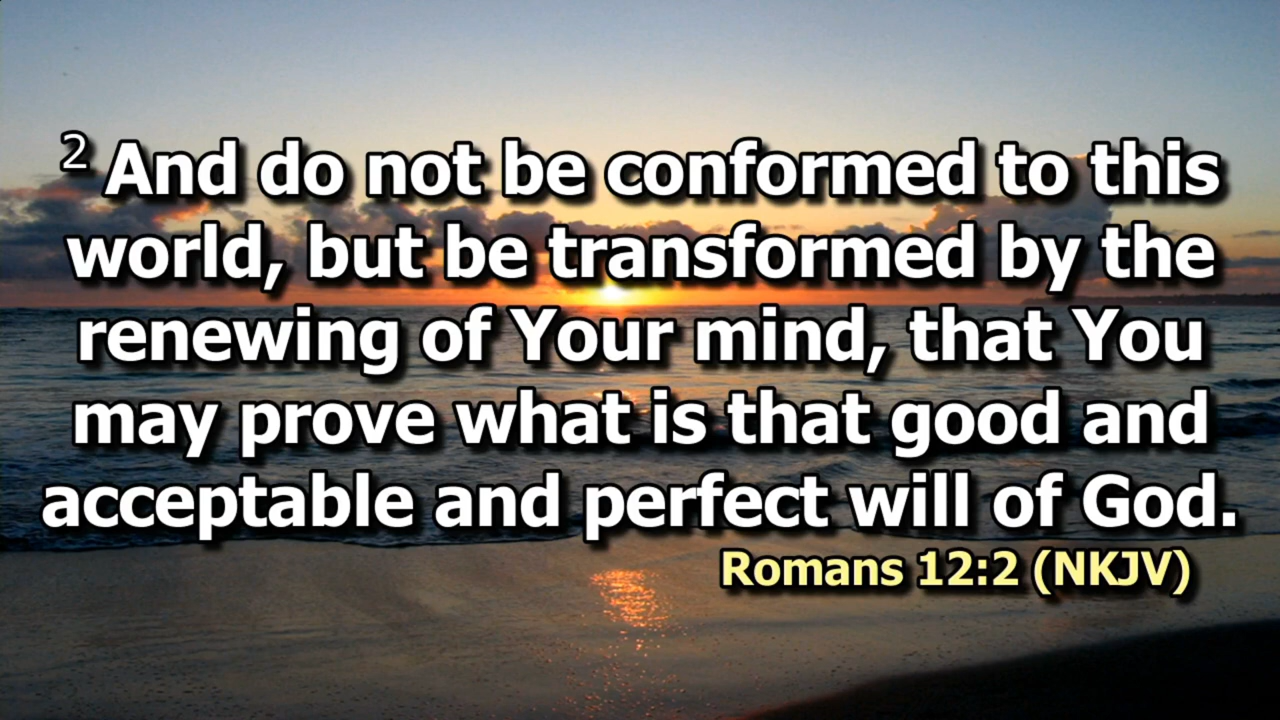 2 And do not be conformed to this
world, but be transformed by the
renewing of Your mind, that You
may prove what is that good and
acceptable and perfect will of God.
Romans 12:2 (NKJV)